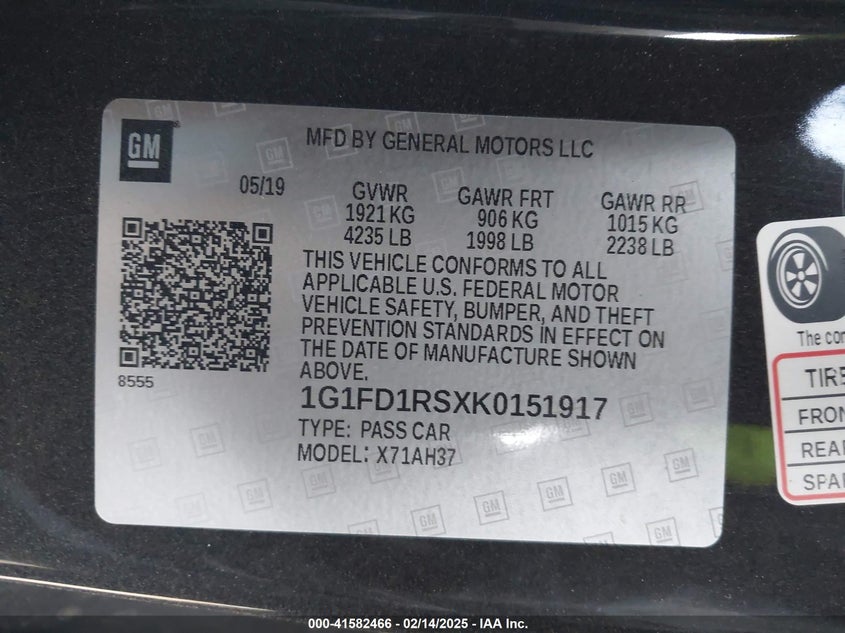 GM
MFD BY GENERAL MOTORS LLC
05/19
GVWR
1921 KG
4235 LB
GAWR FRT
906 KG
1998 LB
GAWR RR
1015 KG
2238 LB
THIS VEHICLE CONFORMS TO ALL
APPLICABLE U.S. FEDERAL MOTOR
VEHICLE SAFETY, BUMPER, AND THEFT
PREVENTION STANDARDS IN EFFECT ON
THE DATE OF MANUFACTURE SHOWN
ABOVE.
8555
1G1FD1RSXK0151917
TYPE: PASS CAR
MODEL: X71AH37
The
TIRE
FRON
REA
SPA
000-41582466 - 02/14/2025 - IAA Inc.